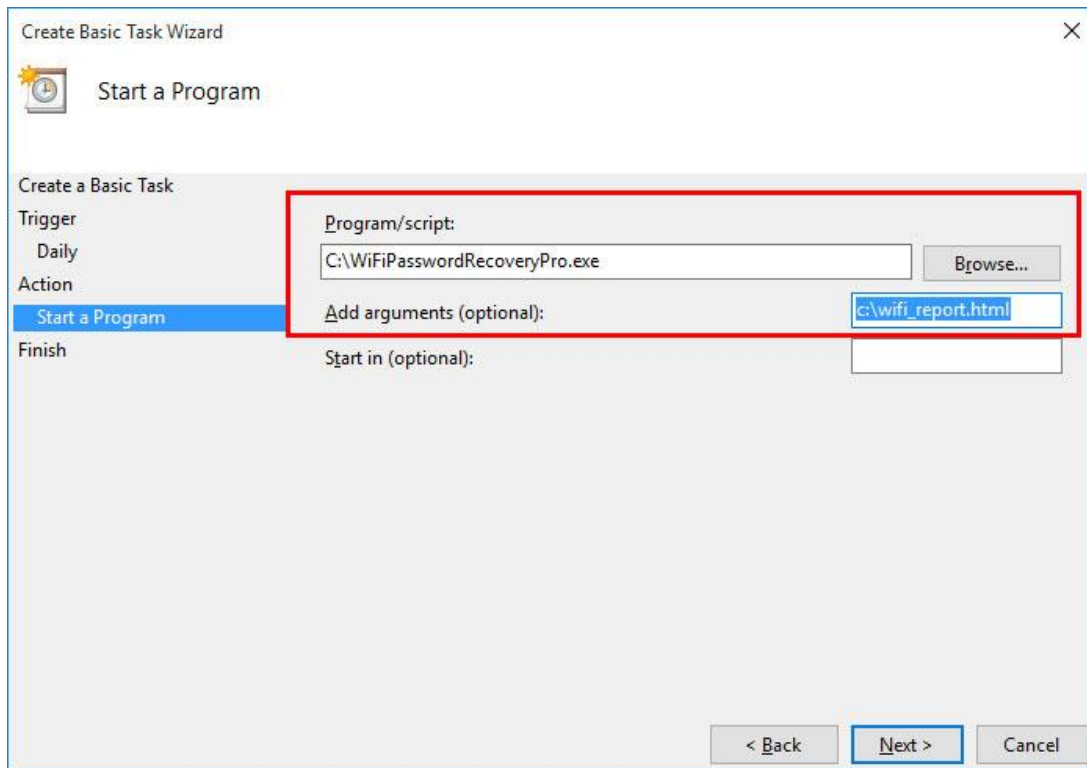 Create Basic Task Wizard
Start a Program
Create a Basic Task
Trigger
Daily
Action
Start a Program
Finish
Program/script:
C:\WiFiPasswordRecoveryPro.exe
Browse...
Add arguments (optional):
c:\wifi_report.html
Start in (optional):
< Back
Next >
Cancel